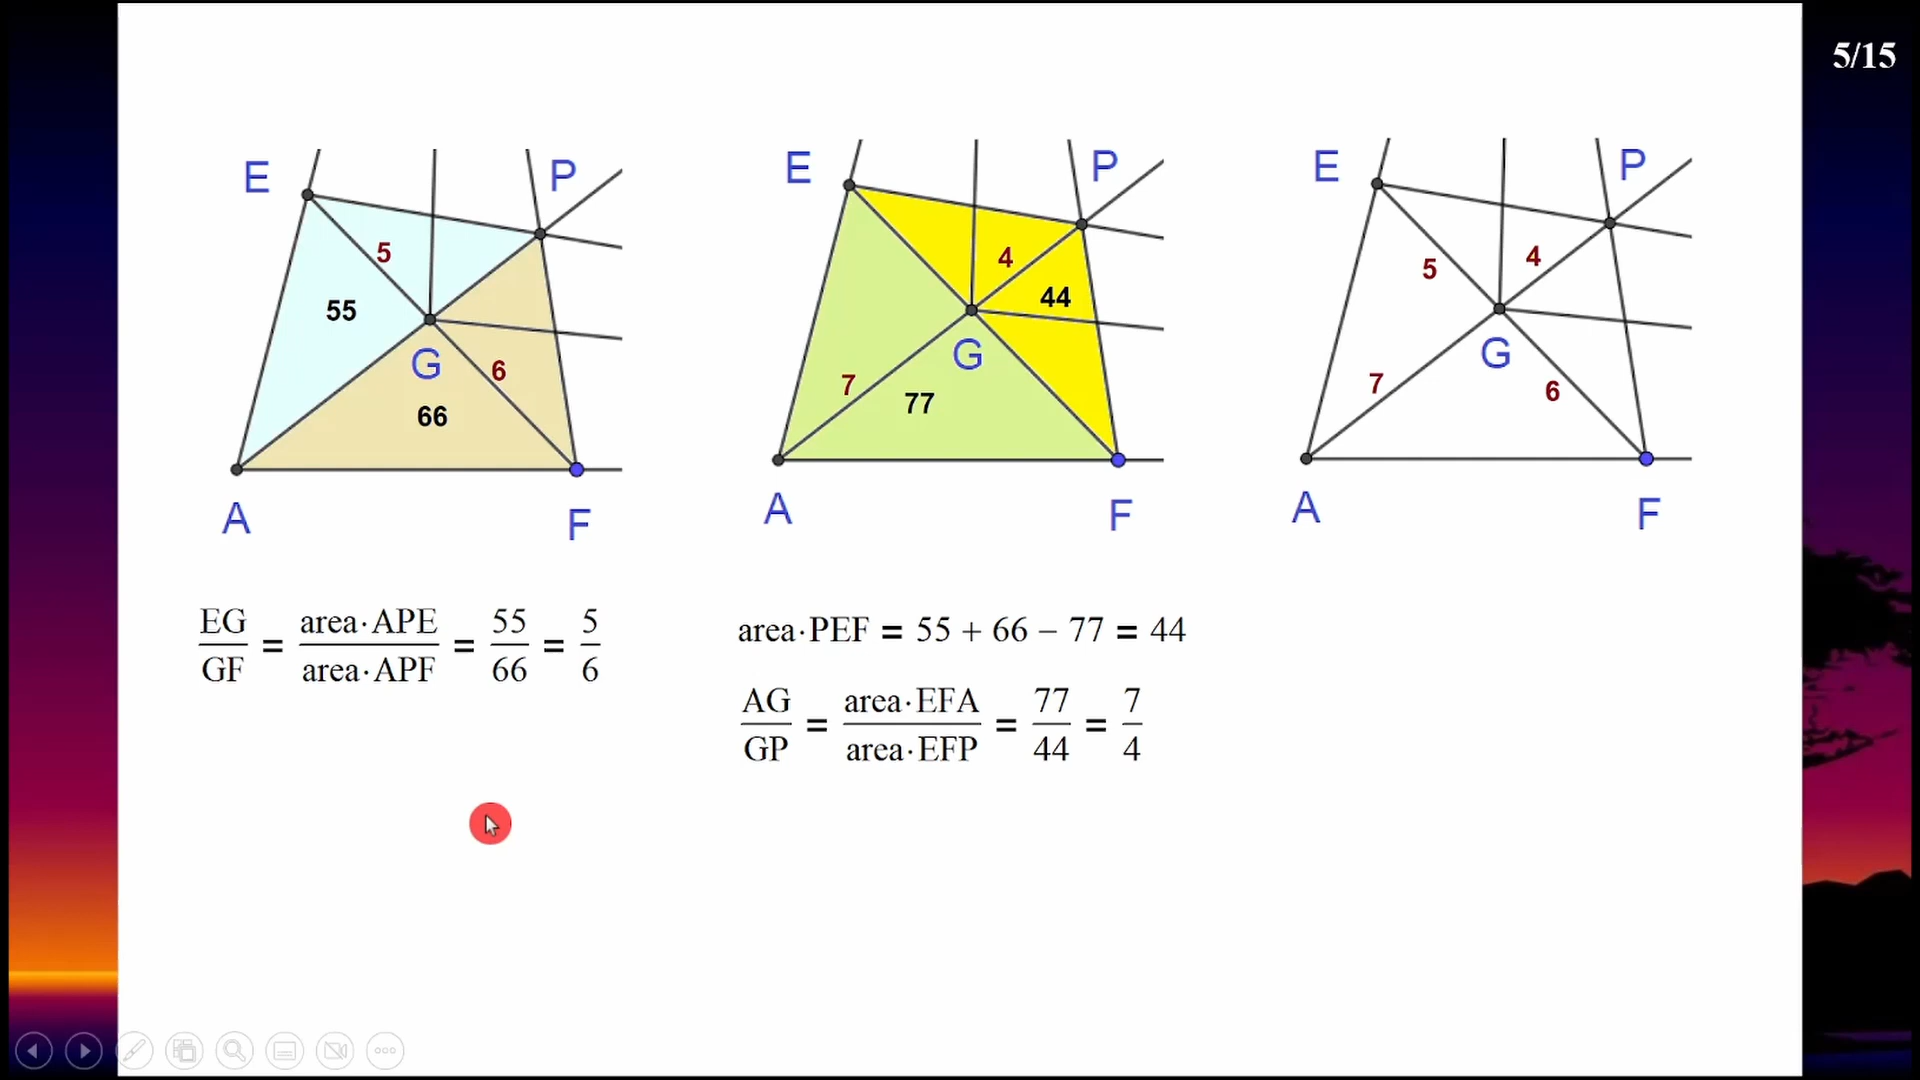 5/15
E P
5
55
G 6
66
A F
E P
4
44
G
7
77
A F
E P
5 4
G
7 6
A F
EG/GF = area·APE/area·APF = 55/66 = 5/6
area·PEF = 55 + 66 − 77 = 44
AG/GP = area·EFA/area·EFP = 77/44 = 7/4